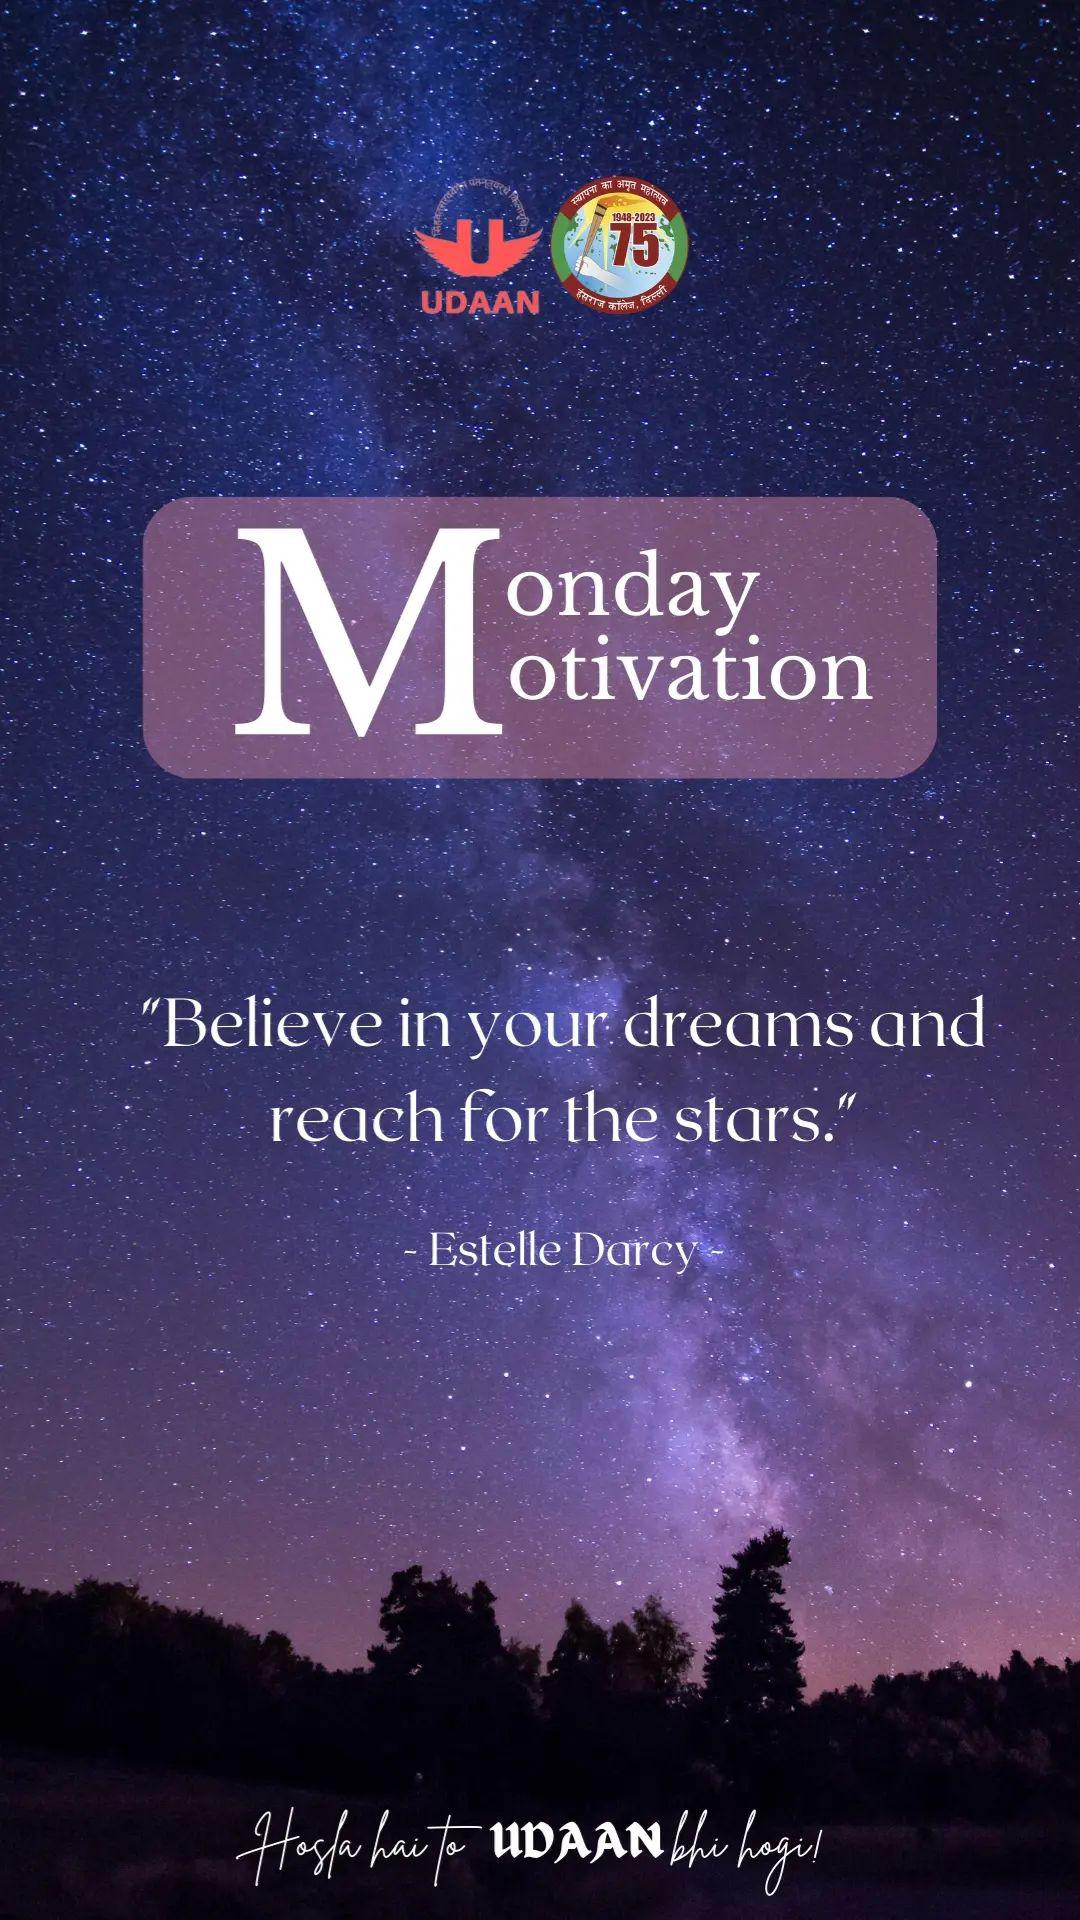 UDAAN
स्थापना का अमृत महोत्सव
1948-2023
75
हंसराज कॉलेज, दिल्ली
Monday
Motivation
"Believe in your dreams and
reach for the stars."
- Estelle Darcy -
Hosla hai to UDAAN bhi hogi!